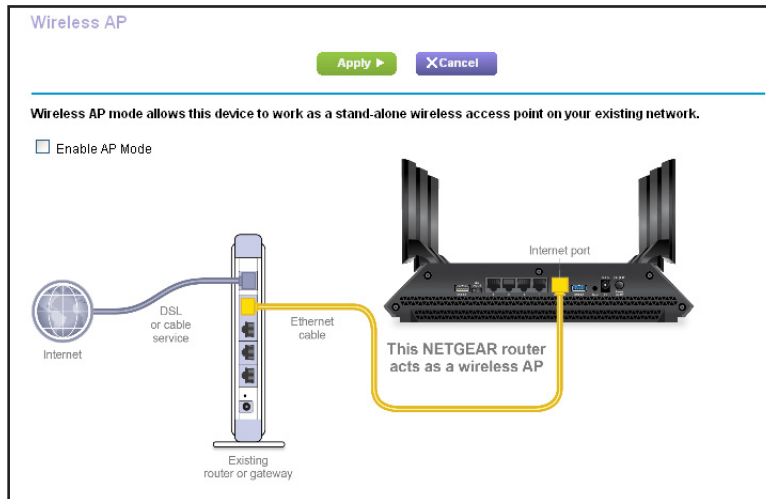 Wireless AP
Apply ▶
X Cancel
Wireless AP mode allows this device to work as a stand-alone wireless access point on your existing network.
Enable AP Mode
Internet port
DSL
or cable
service
Ethernet
cable
Internet
This NETGEAR router
acts as a wireless AP
Existing
router or gateway